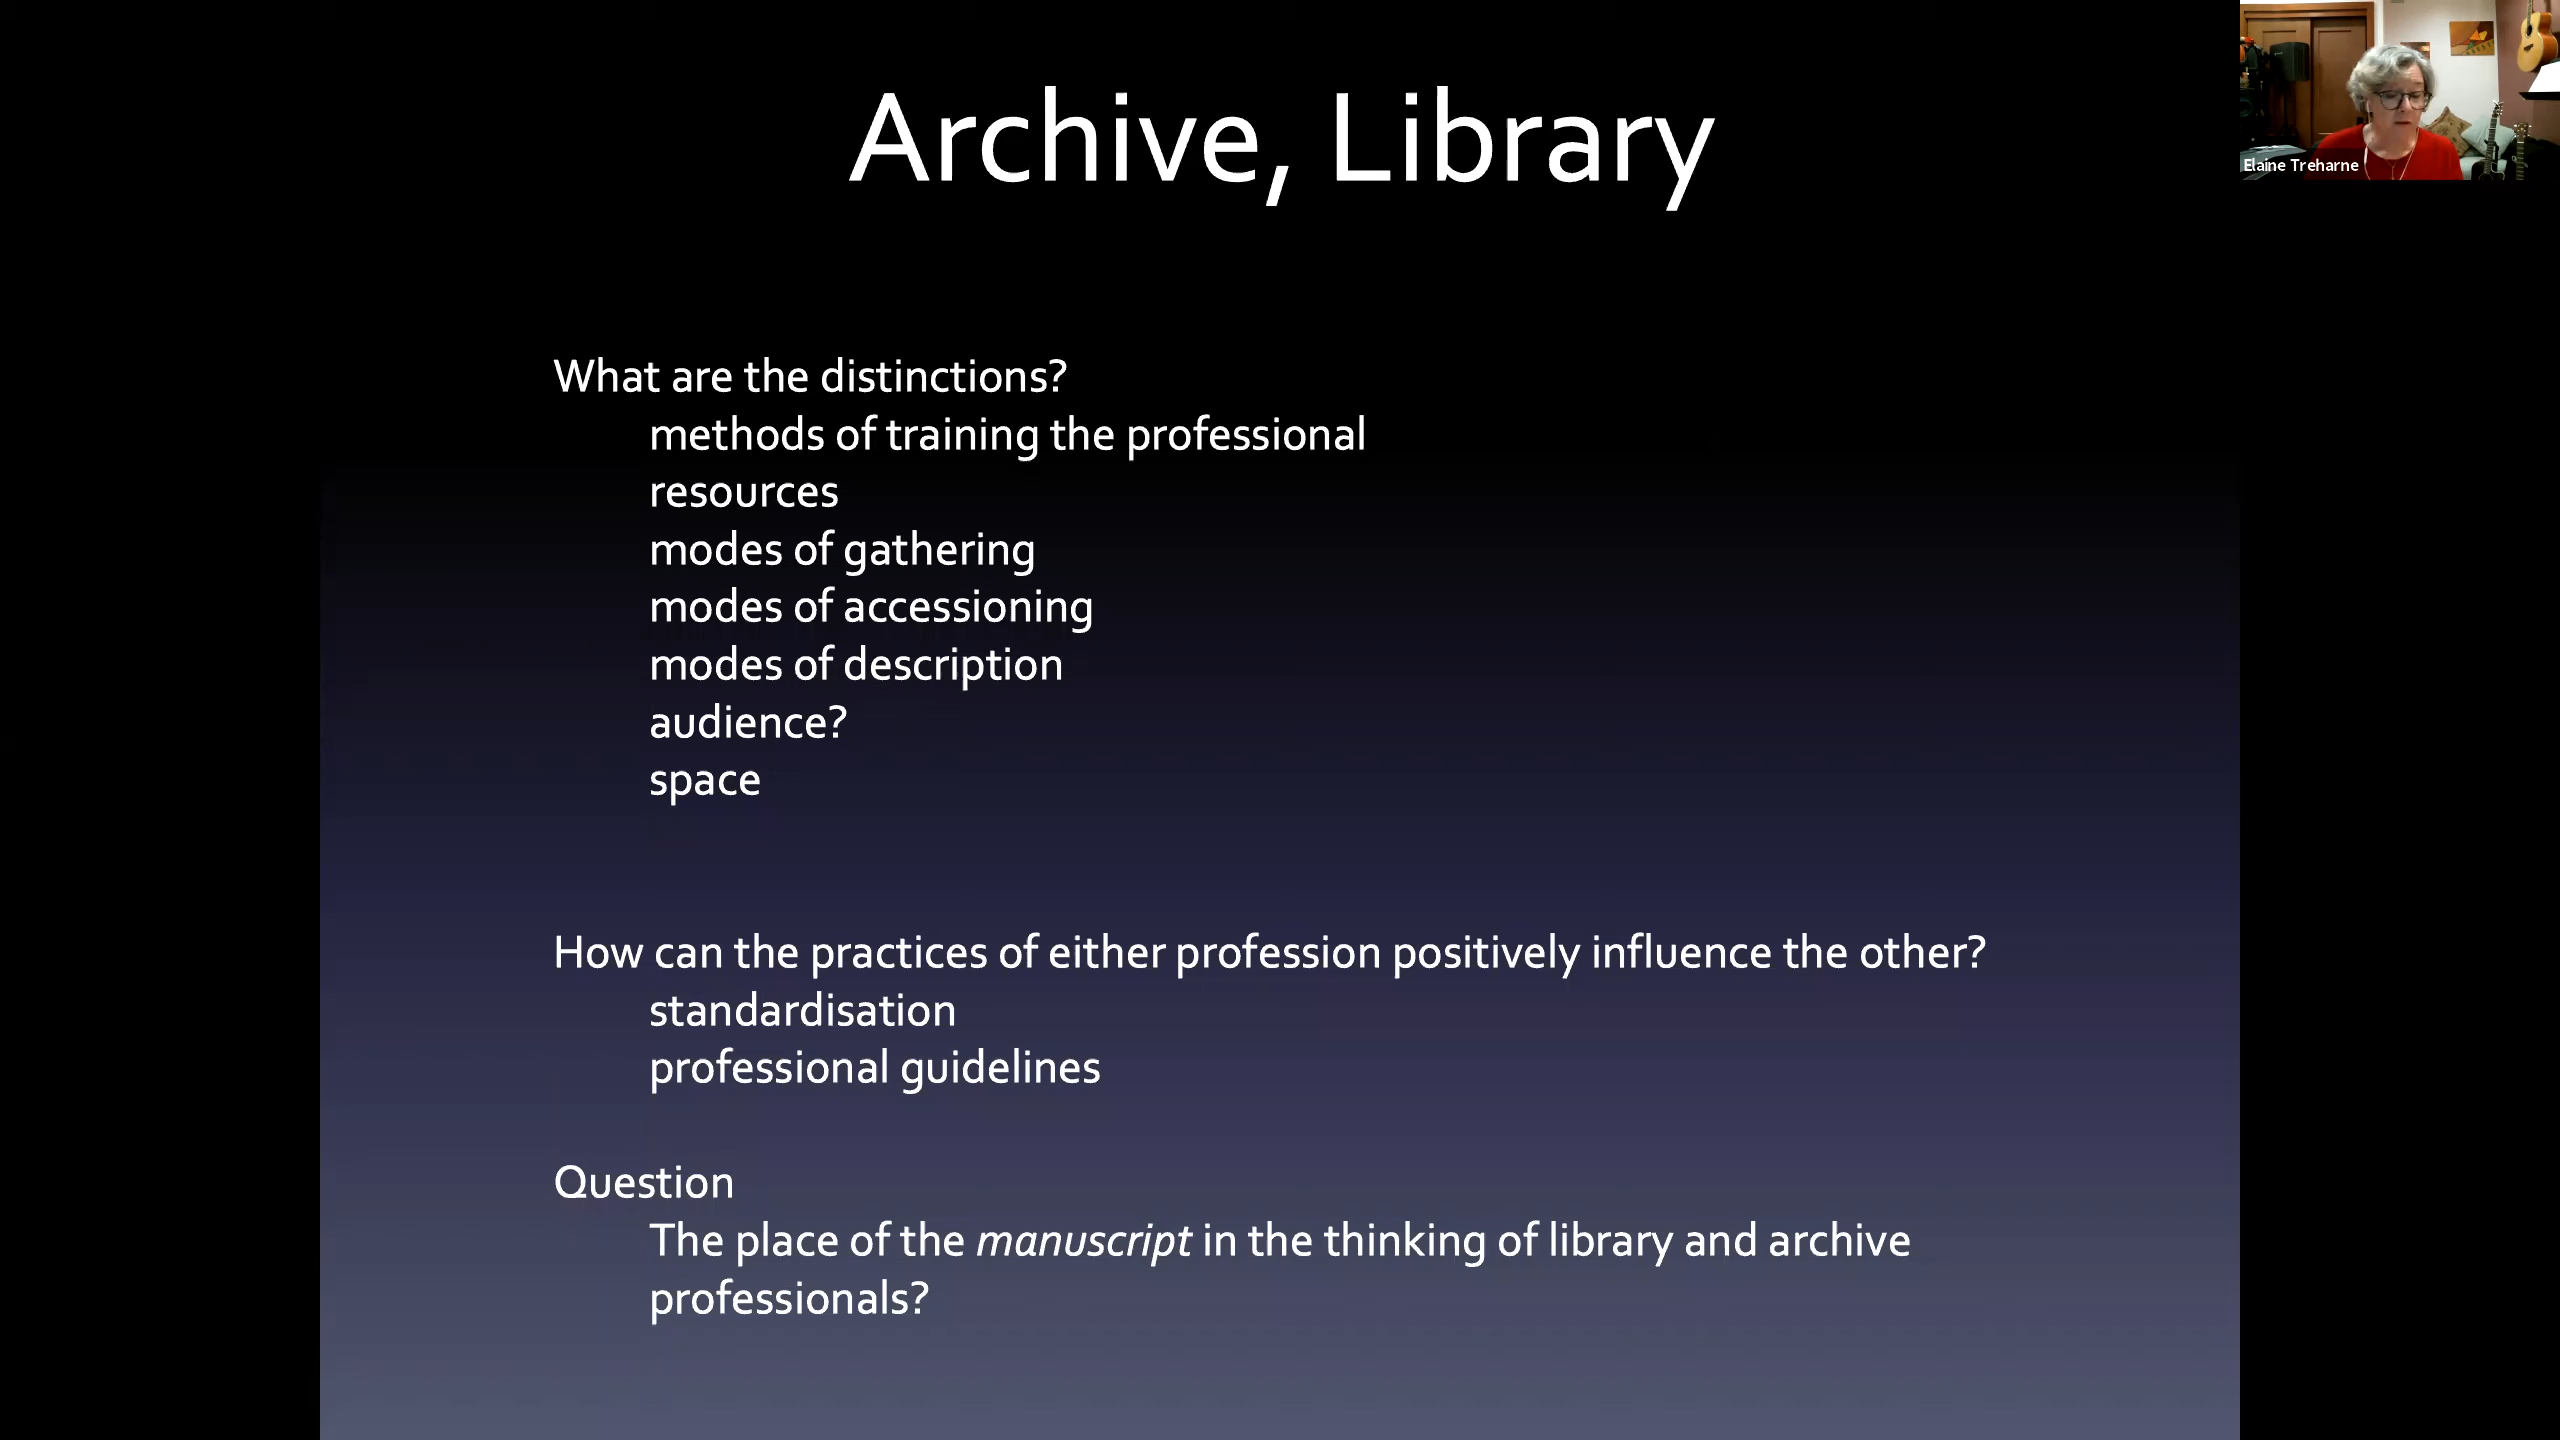 Archive, Library
Elaine Treharne
What are the distinctions?
methods of training the professional
resources
modes of gathering
modes of accessioning
modes of description
audience?
space
How can the practices of either profession positively influence the other?
standardisation
professional guidelines
Question
The place of the manuscript in the thinking of library and archive
professionals?